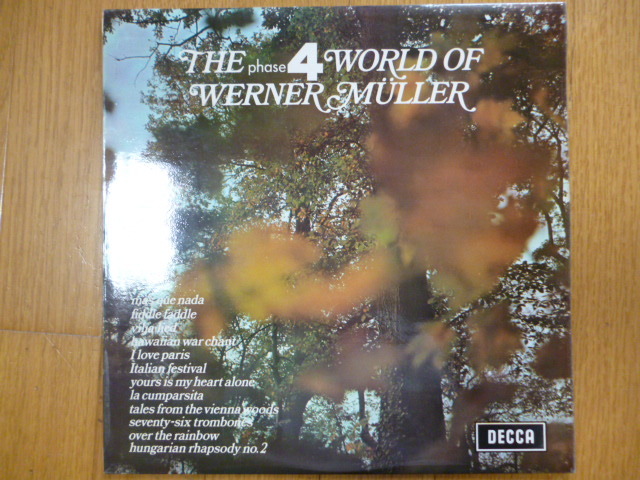 THE phase 4 WORLD OF
WERNER MÜLLER
mas que nada
fiddle faddle
vilia lied
hawaiian war chant
I love paris
Italian festival
yours is my heart alone
la cumparsita
tales from the vienna woods
seventy-six trombones
over the rainbow
hungarian rhapsody no. 2
DECCA